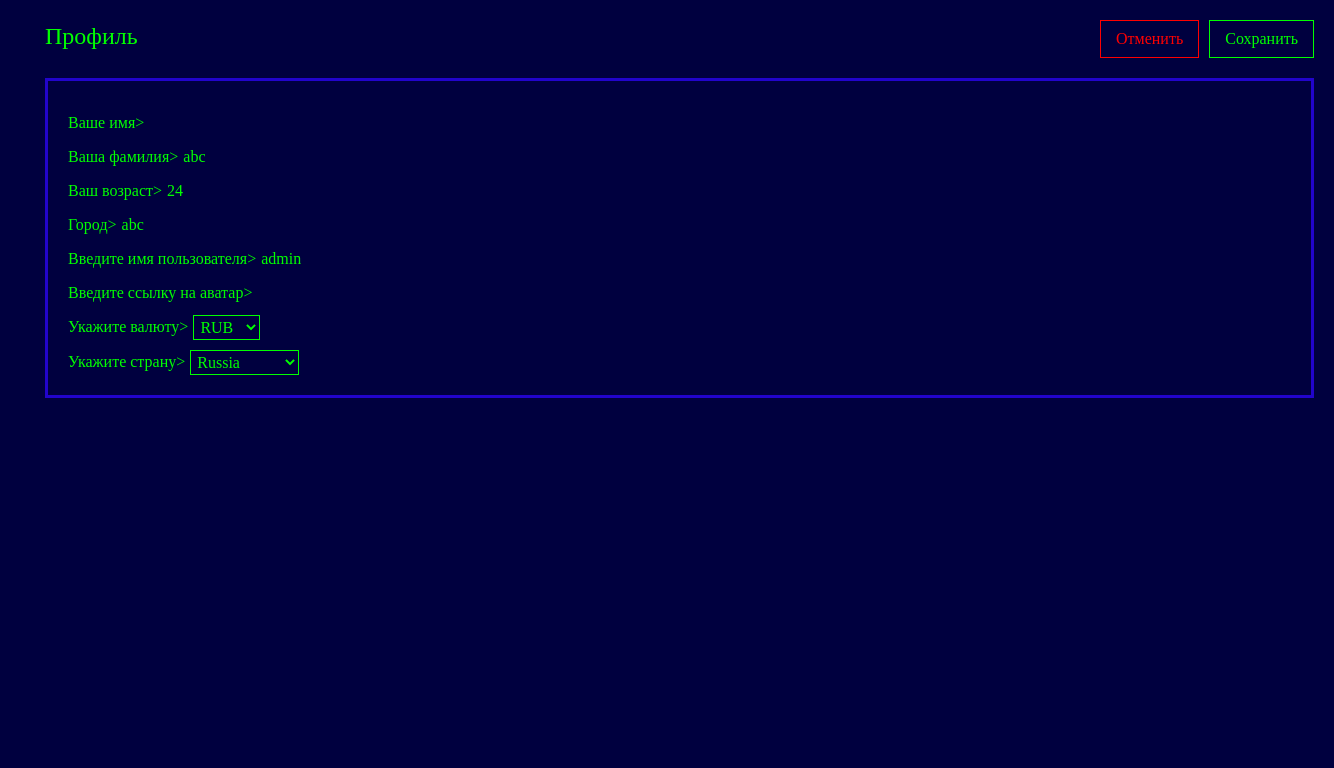 Профиль
Отменить
Сохранить
Ваше имя>
Ваша фамилия> abc
Ваш возраст> 24
Город> abc
Введите имя пользователя> admin
Введите ссылку на аватар>
Укажите валюту> RUB
Укажите страну> Russia